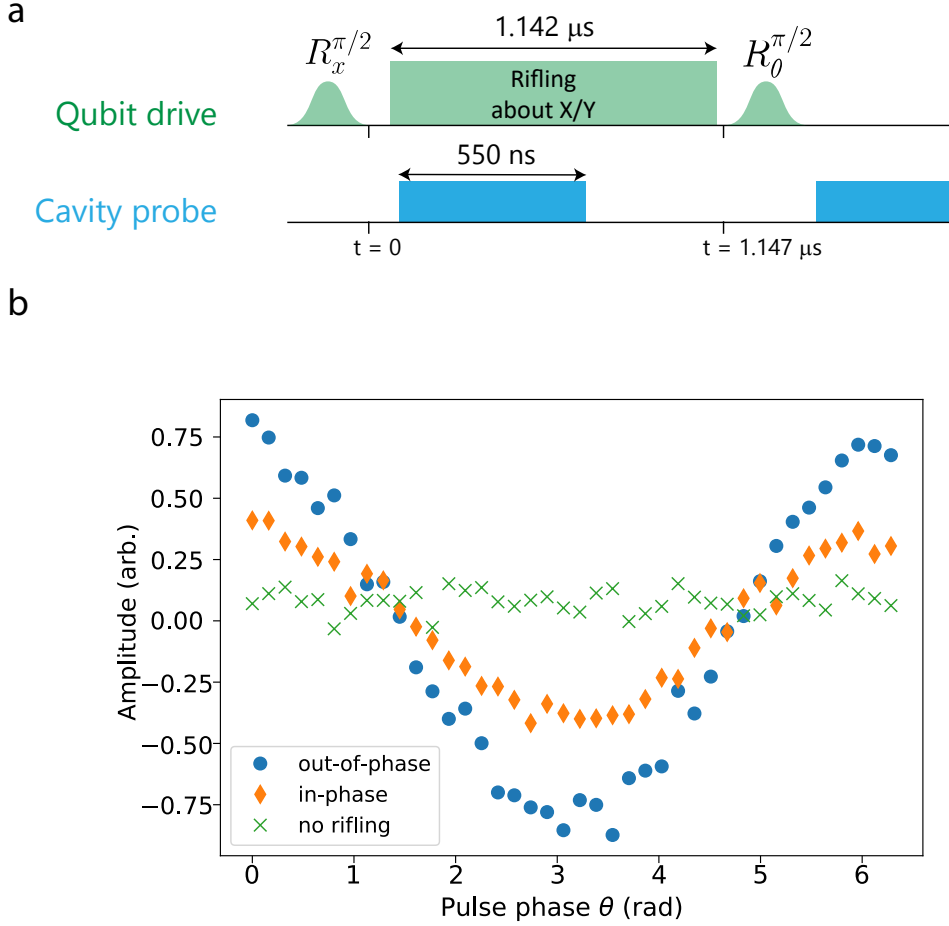 a
1.142 μs
R_x^{π/2}
R_θ^{π/2}
Rifling
about X/Y
Qubit drive
550 ns
Cavity probe
t = 0
t = 1.147 μs
b
0.75
0.50
0.25
0.00
−0.25
−0.50
−0.75
Amplitude (arb.)
out-of-phase
in-phase
no rifling
0 1 2 3 4 5 6
Pulse phase θ (rad)